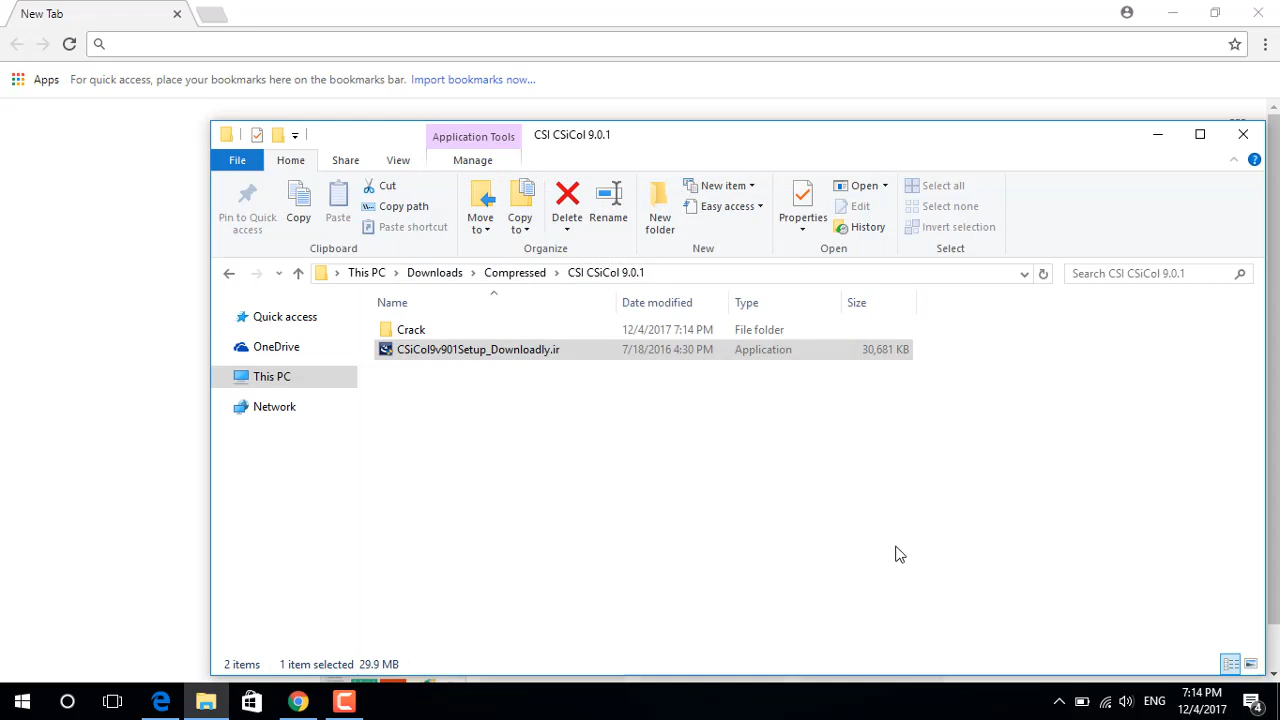 New Tab
Apps For quick access, place your bookmarks here on the bookmarks bar. Import bookmarks now...
Application Tools CSI CSiCol 9.0.1
File Home Share View Manage
Pin to Quick access
Copy
Paste
Cut
Copy path
Paste shortcut
Clipboard
Move to
Copy to
Delete
Rename
Organize
New folder
New item
Easy access
New
Properties
Open
Edit
History
Open
Select all
Select none
Invert selection
Select
This PC Downloads Compressed CSI CSiCol 9.0.1
Search CSI CSiCol 9.0.1
Quick access
OneDrive
This PC
Network
Name Date modified Type Size
Crack 12/4/2017 7:14 PM File folder
CSiCol9v901Setup_Downloadly.ir 7/18/2016 4:30 PM Application 30,681 KB
2 items 1 item selected 29.9 MB
ENG
7:14 PM
12/4/2017
4